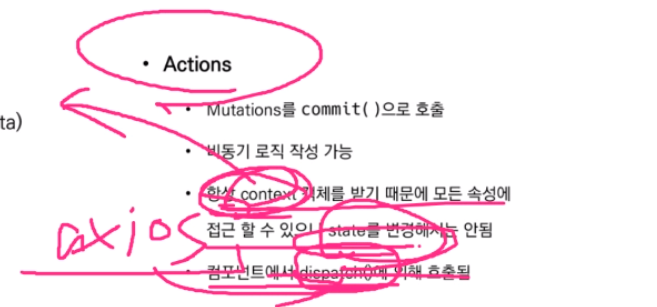 • Actions
• Mutations를 commit()으로 호출
ta)
• 비동기 로직 작성 가능
• 항상 context 객체를 받기 때문에 모든 속성에
접근 할 수 있으나 state를 변경해서는 안됨
axios
• 컴포넌트에서 dispatch()에 의해 호출됨